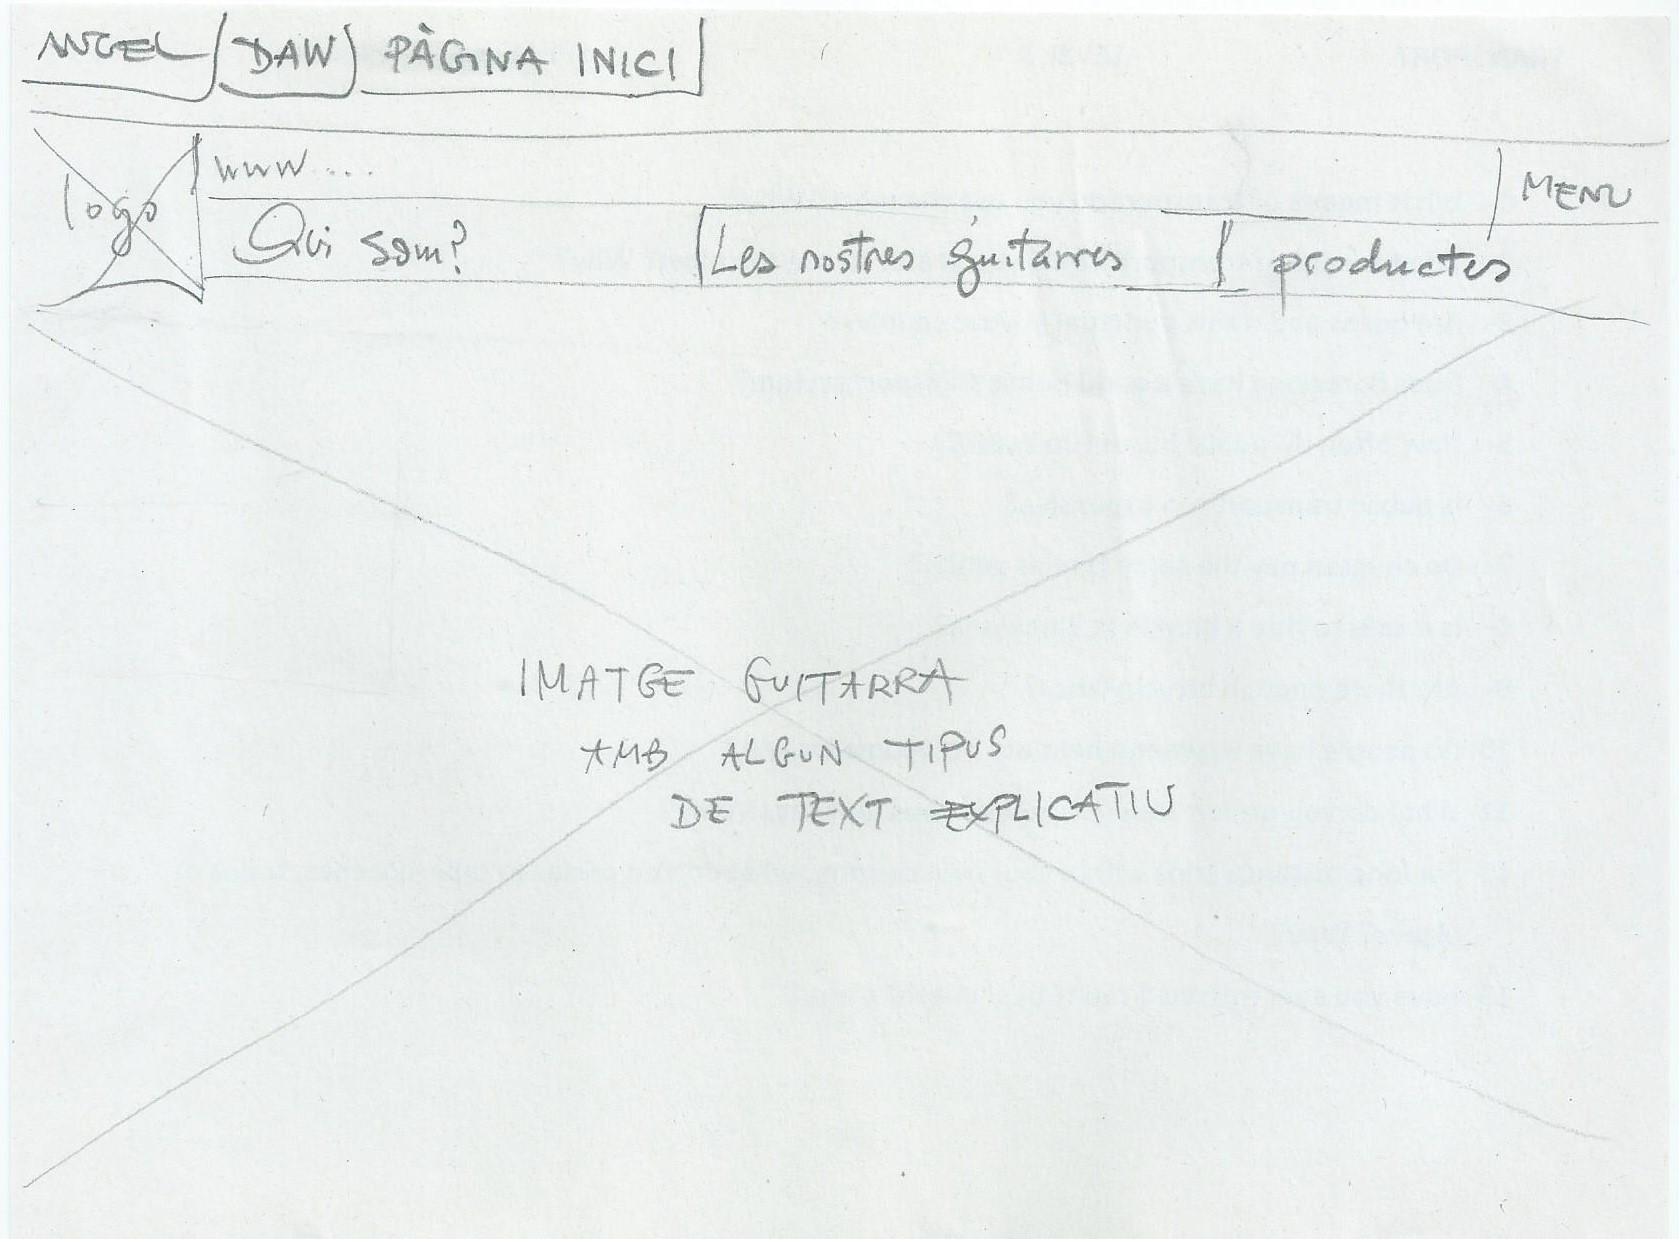 ANGEL DAW PÀGINA INICI
logo
www....
MENU
Qui som? Les nostres guitarres productes
IMATGE GUITARRA
AMB ALGUN TIPUS
DE TEXT EXPLICATIU